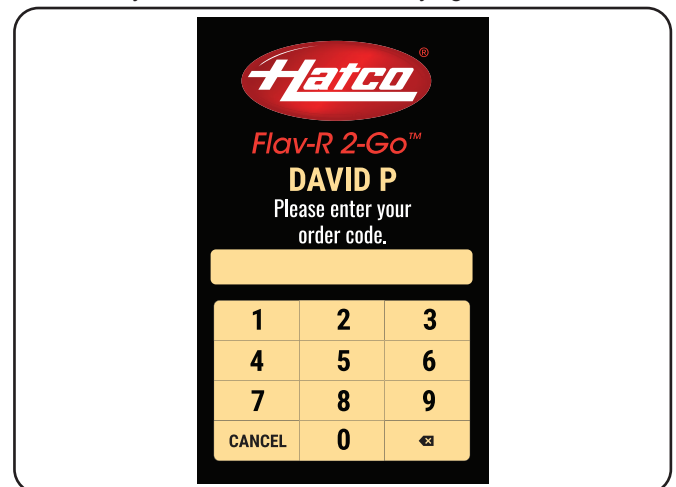 Hatco®
Flav-R 2-Go™
DAVID P
Please enter your
order code.
1 2 3
4 5 6
7 8 9
CANCEL 0